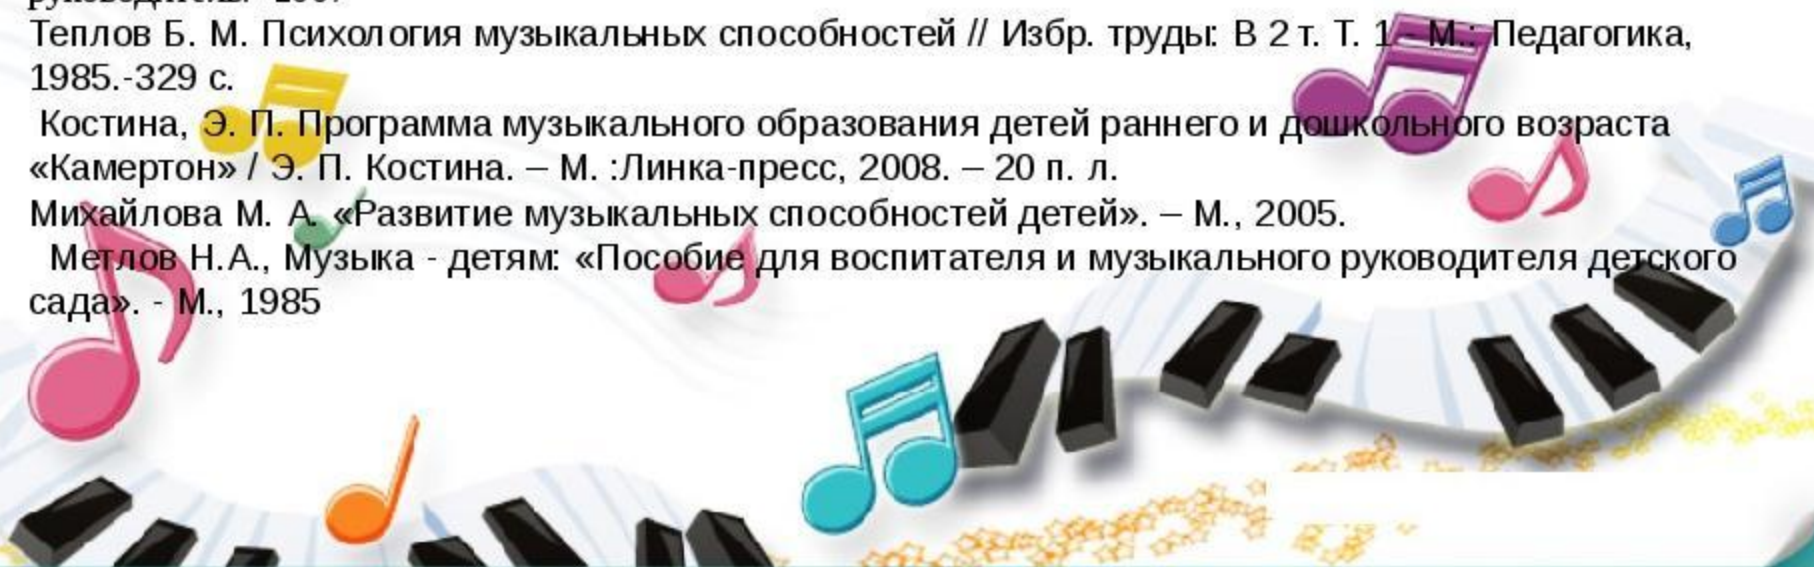 Теплов Б. М. Психология музыкальных способностей // Избр. труды: В 2 т. Т. 1 - М.: Педагогика,
1985.-329 с.
Костина, Э. П. Программа музыкального образования детей раннего и дошкольного возраста
«Камертон» / Э. П. Костина. – М. :Линка-пресс, 2008. – 20 п. л.
Михайлова М. А. «Развитие музыкальных способностей детей». – М., 2005.
Метлов Н.А., Музыка - детям: «Пособие для воспитателя и музыкального руководителя детского
сада». - М., 1985